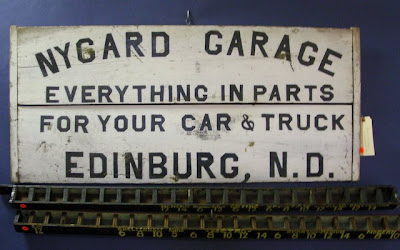 NYGARD GARAGE
EVERYTHING IN PARTS
FOR YOUR CAR & TRUCK
EDINBURG, N.D.